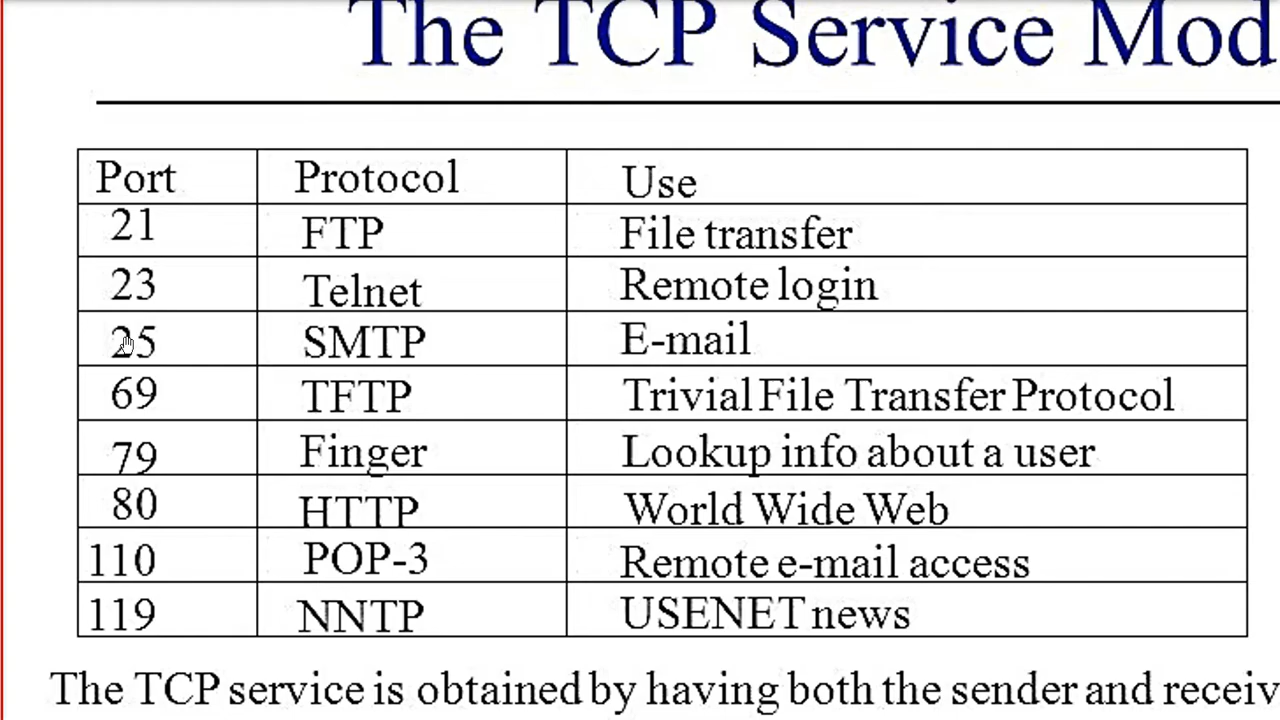 The TCP Service Mod
Port Protocol Use
21 FTP File transfer
23 Telnet Remote login
25 SMTP E-mail
69 TFTP Trivial File Transfer Protocol
79 Finger Lookup info about a user
80 HTTP World Wide Web
110 POP-3 Remote e-mail access
119 NNTP USENET news
The TCP service is obtained by having both the sender and receiv